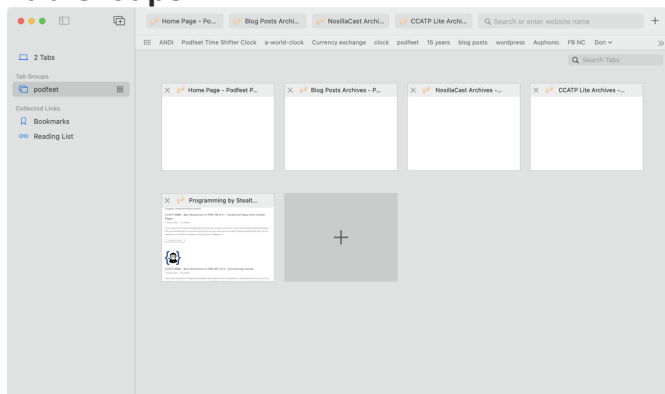 Home Page - Po...
Blog Posts Archi...
NosillaCast Archi...
CCATP Lite Archi...
Search or enter website name
ANDI Podfeet Time Shifter Clock a-world-clock Currency exchange clock podfeet 15 years blog posts wordpress Auphonic FB NC Don
2 Tabs
Search Tabs
Tab Groups
podfeet
Home Page - Podfeet P...
Blog Posts Archives - P...
NosillaCast Archives -...
CCATP Lite Archives -...
Collected Links
Bookmarks
Reading List
Programming by Stealt...